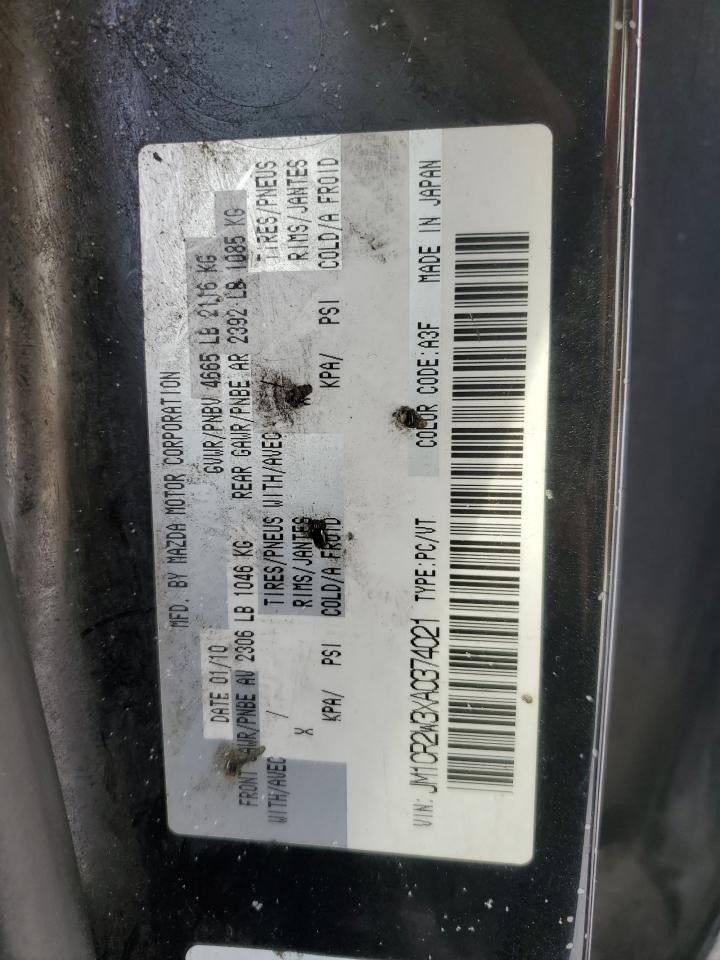 MFD. BY MAZDA MOTOR CORPORATION
DATE 01/10 GVWR/PNBV 4665 LB 2116 KG
FRONT GAWR/PNBE AV 2306 LB 1046 KG REAR GAWR/PNBE AR 2392 LB 1085 KG
WITH/AVEC / TIRES/PNEUS WITH/AVEC TIRES/PNEUS
X RIMS/JANTES RIMS/JANTES
KPA/ PSI COLD/A FROID KPA/ PSI COLD/A FROID
VIN: JM1CR2W3XA0374021 TYPE:PC/VT COLOR CODE:A3F MADE IN JAPAN